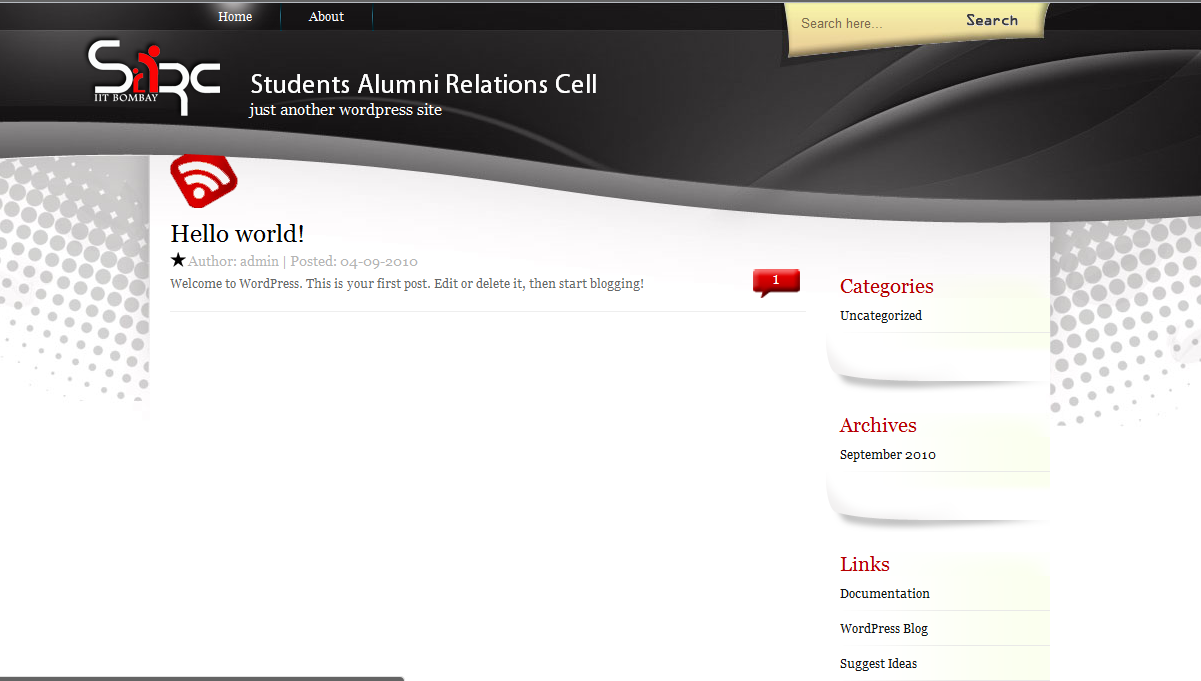 Home
About
Search here...
Search
SARC
IIT BOMBAY
Students Alumni Relations Cell
just another wordpress site
Hello world!
Author: admin | Posted: 04-09-2010
Welcome to WordPress. This is your first post. Edit or delete it, then start blogging!
1
Categories
Uncategorized
Archives
September 2010
Links
Documentation
WordPress Blog
Suggest Ideas